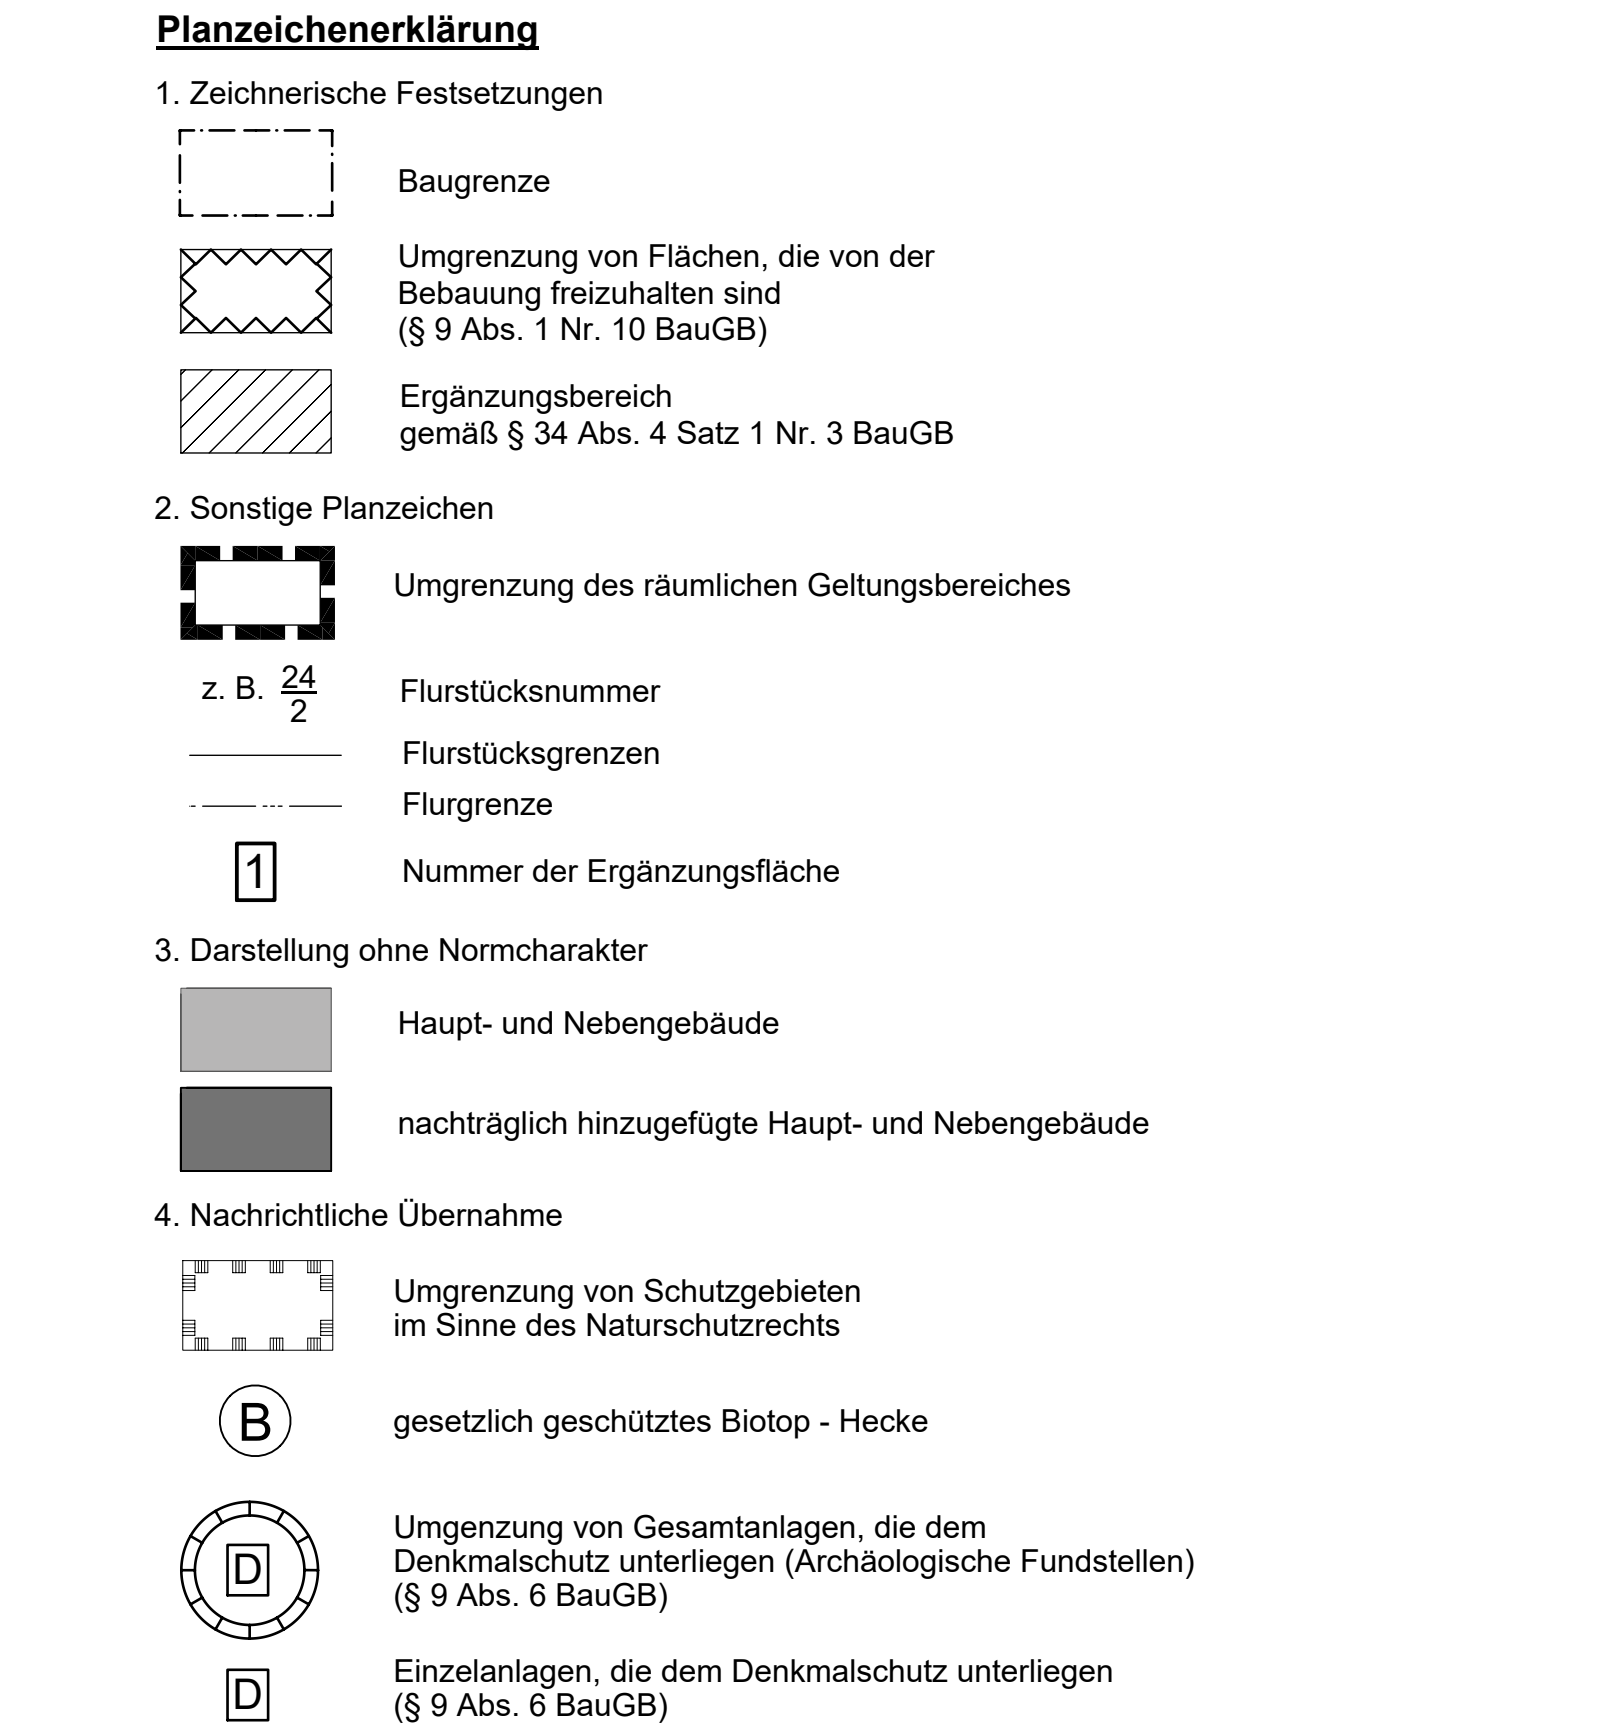 Planzeichenerklärung
1. Zeichnerische Festsetzungen
Baugrenze
Umgrenzung von Flächen, die von der
Bebauung freizuhalten sind
(§ 9 Abs. 1 Nr. 10 BauGB)
Ergänzungsbereich
gemäß § 34 Abs. 4 Satz 1 Nr. 3 BauGB
2. Sonstige Planzeichen
Umgrenzung des räumlichen Geltungsbereiches
z. B. 24/2 Flurstücksnummer
Flurstücksgrenzen
Flurgrenze
1 Nummer der Ergänzungsfläche
3. Darstellung ohne Normcharakter
Haupt- und Nebengebäude
nachträglich hinzugefügte Haupt- und Nebengebäude
4. Nachrichtliche Übernahme
Umgrenzung von Schutzgebieten
im Sinne des Naturschutzrechts
B gesetzlich geschütztes Biotop - Hecke
Umgenzung von Gesamtanlagen, die dem
D Denkmalschutz unterliegen (Archäologische Fundstellen)
(§ 9 Abs. 6 BauGB)
D Einzelanlagen, die dem Denkmalschutz unterliegen
(§ 9 Abs. 6 BauGB)